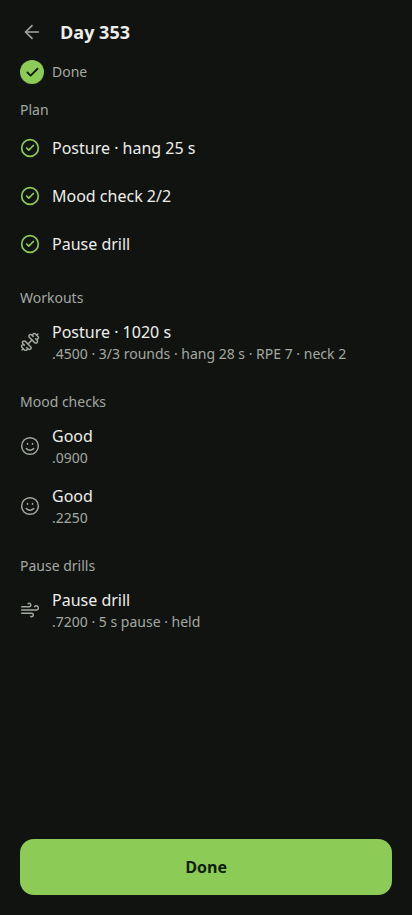 Day 353
Done
Plan
Posture · hang 25 s
Mood check 2/2
Pause drill
Workouts
Posture · 1020 s
.4500 · 3/3 rounds · hang 28 s · RPE 7 · neck 2
Mood checks
Good
.0900
Good
.2250
Pause drills
Pause drill
.7200 · 5 s pause · held
Done